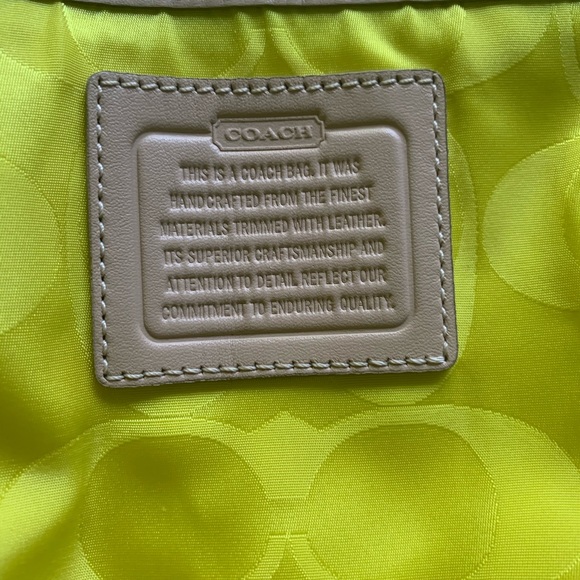 COACH
THIS IS A COACH BAG. IT WAS
HANDCRAFTED FROM THE FINEST
MATERIALS TRIMMED WITH LEATHER.
ITS SUPERIOR CRAFTSMANSHIP AND
ATTENTION TO DETAIL REFLECT OUR
COMMITMENT TO ENDURING QUALITY.